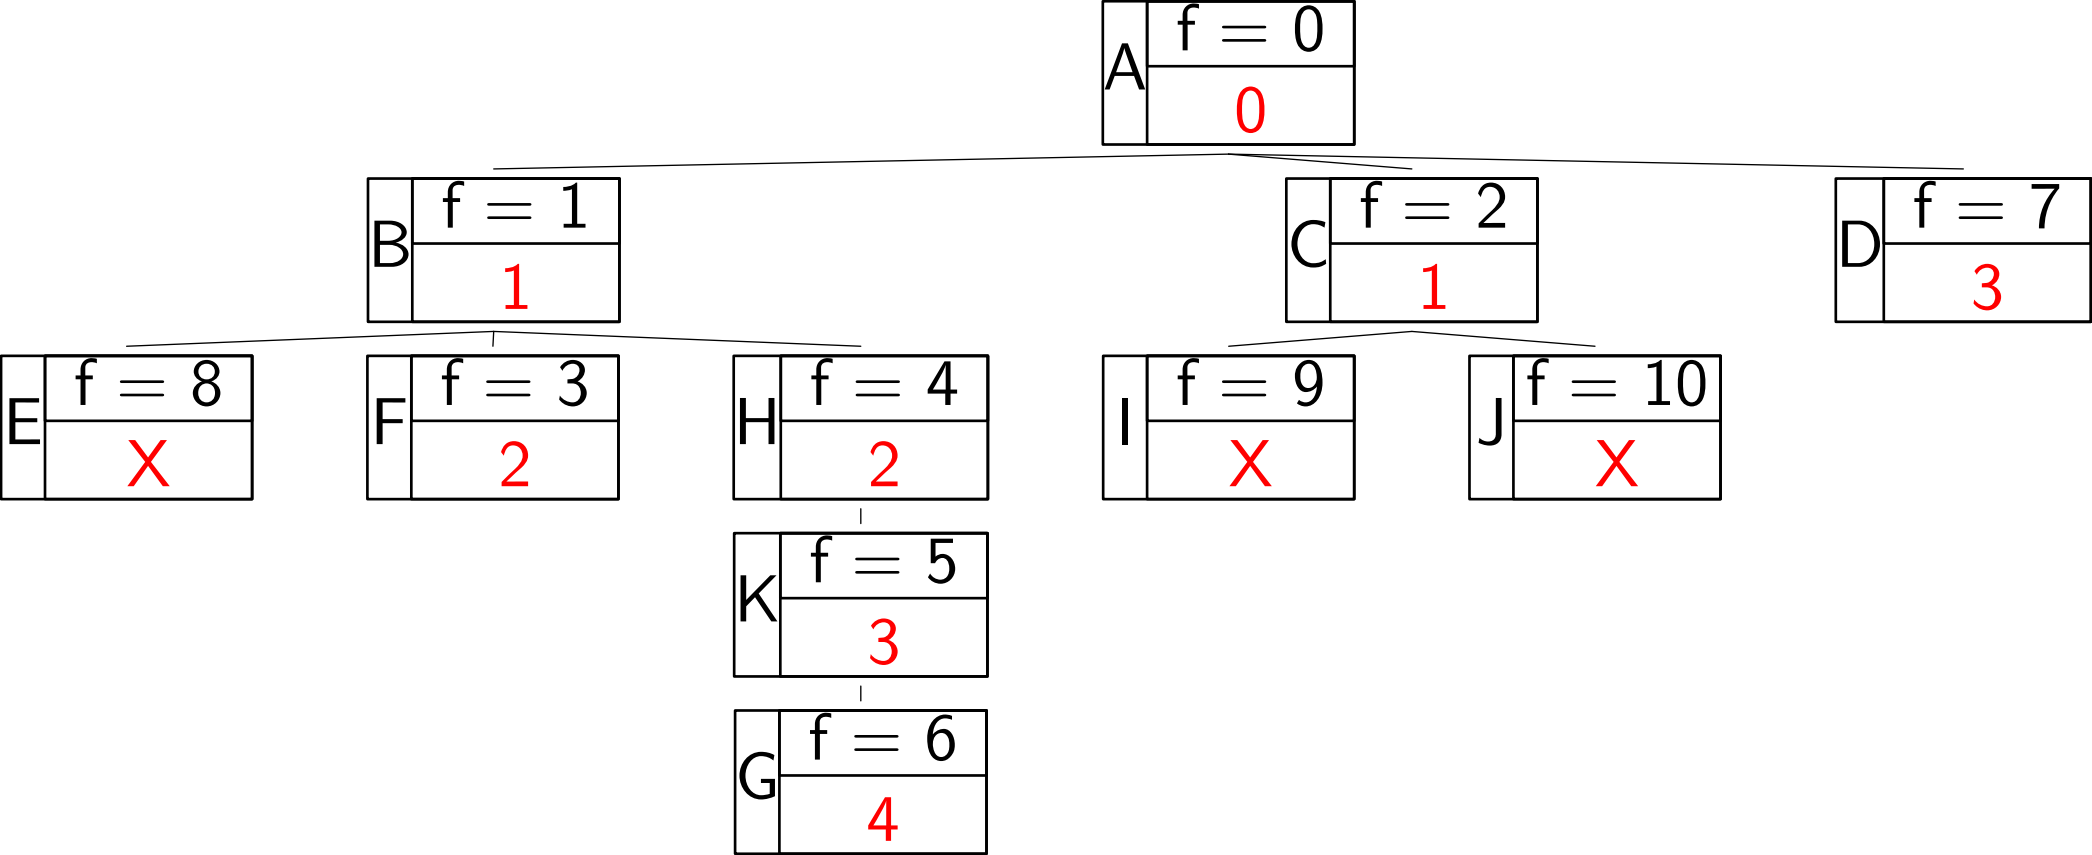 A f = 0
0
B f = 1
1
C f = 2
1
D f = 7
3
E f = 8
X
F f = 3
2
H f = 4
2
I f = 9
X
J f = 10
X
K f = 5
3
G f = 6
4